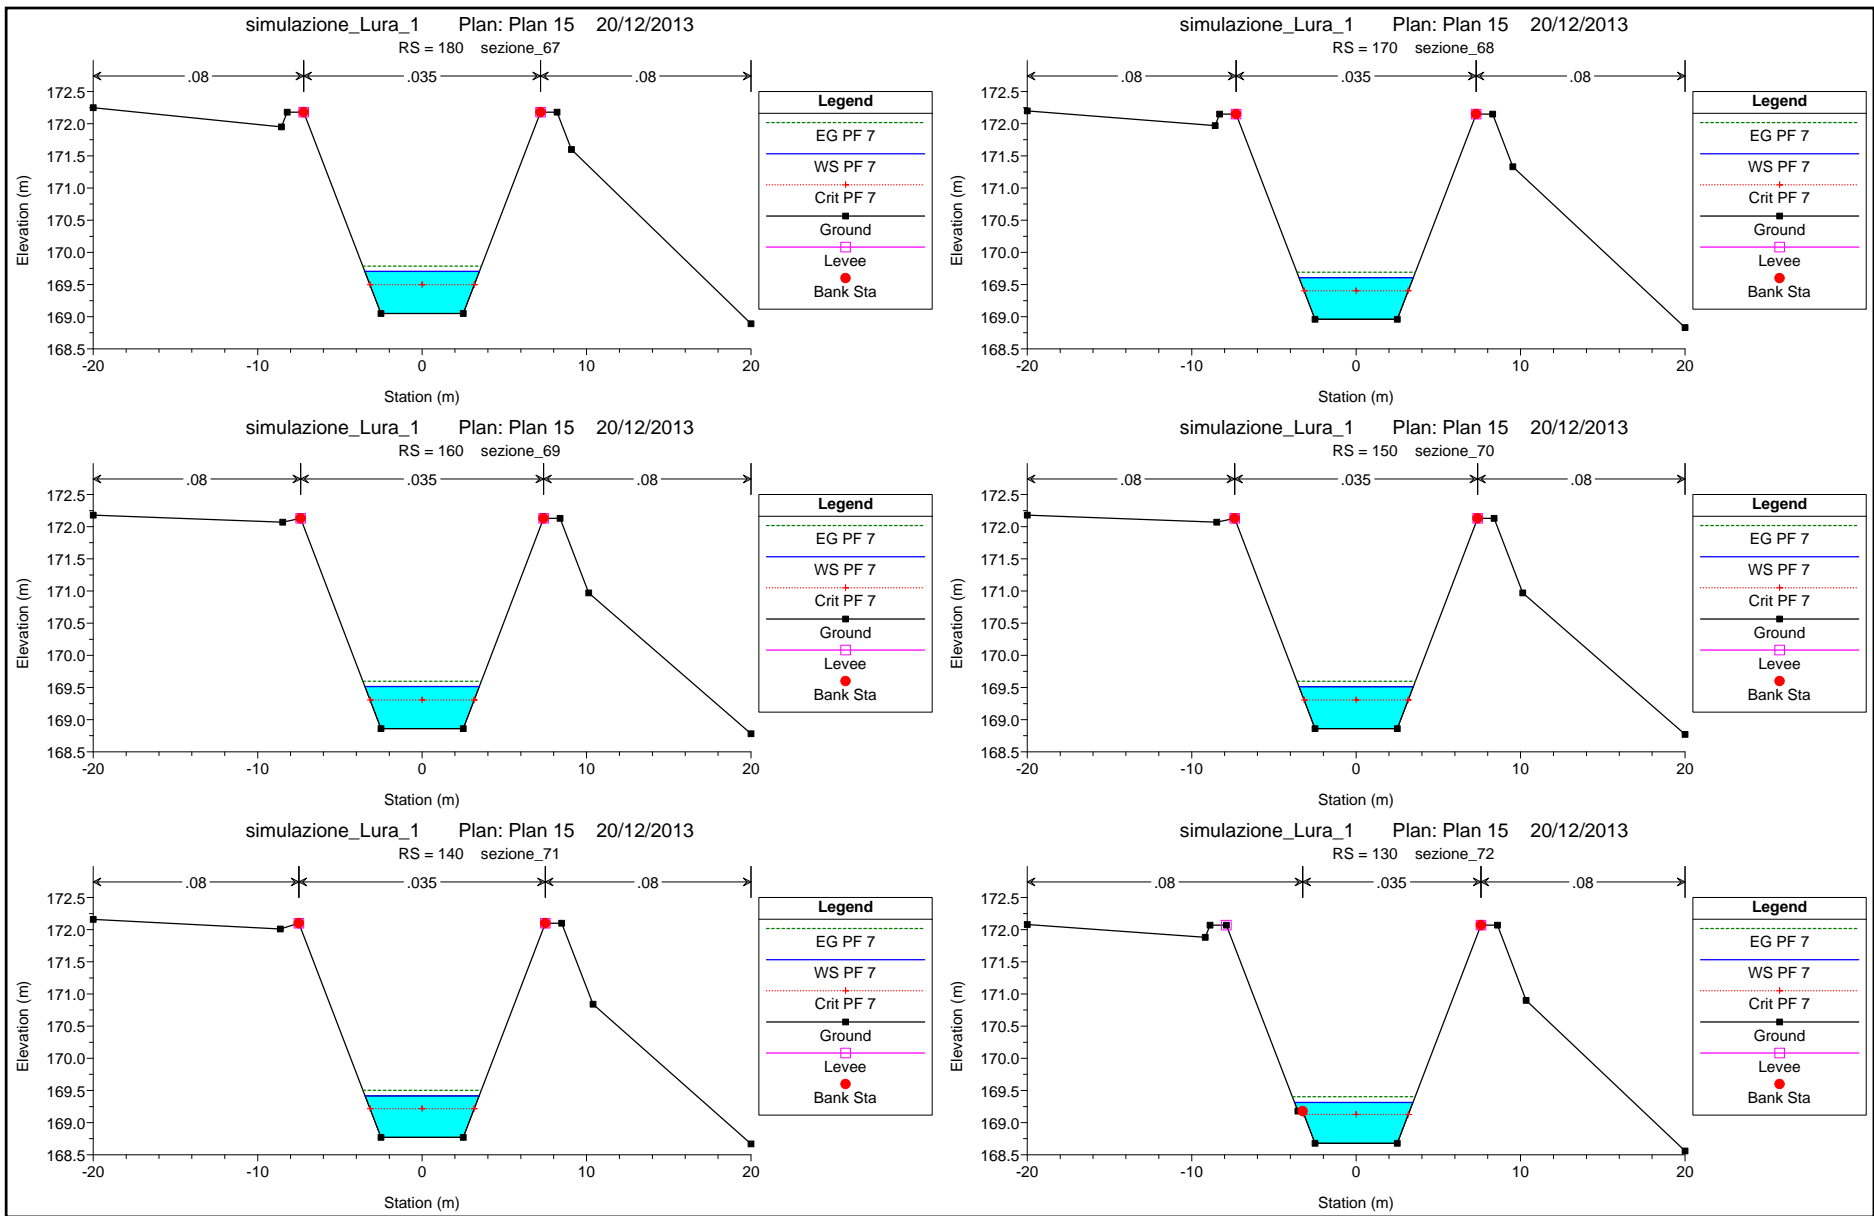 simulazione_Lura_1 Plan: Plan 15 20/12/2013
RS = 180 sezione_67
.08 .035 .08
172.5
172.0
171.5
171.0
170.5
170.0
169.5
169.0
168.5
-20 -10 0 10 20
Station (m)
Elevation (m)
Legend
EG PF 7
WS PF 7
Crit PF 7
Ground
Levee
Bank Sta
simulazione_Lura_1 Plan: Plan 15 20/12/2013
RS = 170 sezione_68
.08 .035 .08
172.5
172.0
171.5
171.0
170.5
170.0
169.5
169.0
168.5
-20 -10 0 10 20
Station (m)
Elevation (m)
Legend
EG PF 7
WS PF 7
Crit PF 7
Ground
Levee
Bank Sta
simulazione_Lura_1 Plan: Plan 15 20/12/2013
RS = 160 sezione_69
.08 .035 .08
172.5
172.0
171.5
171.0
170.5
170.0
169.5
169.0
168.5
-20 -10 0 10 20
Station (m)
Elevation (m)
Legend
EG PF 7
WS PF 7
Crit PF 7
Ground
Levee
Bank Sta
simulazione_Lura_1 Plan: Plan 15 20/12/2013
RS = 150 sezione_70
.08 .035 .08
172.5
172.0
171.5
171.0
170.5
170.0
169.5
169.0
168.5
-20 -10 0 10 20
Station (m)
Elevation (m)
Legend
EG PF 7
WS PF 7
Crit PF 7
Ground
Levee
Bank Sta
simulazione_Lura_1 Plan: Plan 15 20/12/2013
RS = 140 sezione_71
.08 .035 .08
172.5
172.0
171.5
171.0
170.5
170.0
169.5
169.0
168.5
-20 -10 0 10 20
Station (m)
Elevation (m)
Legend
EG PF 7
WS PF 7
Crit PF 7
Ground
Levee
Bank Sta
simulazione_Lura_1 Plan: Plan 15 20/12/2013
RS = 130 sezione_72
.08 .035 .08
172.5
172.0
171.5
171.0
170.5
170.0
169.5
169.0
168.5
-20 -10 0 10 20
Station (m)
Elevation (m)
Legend
EG PF 7
WS PF 7
Crit PF 7
Ground
Levee
Bank Sta